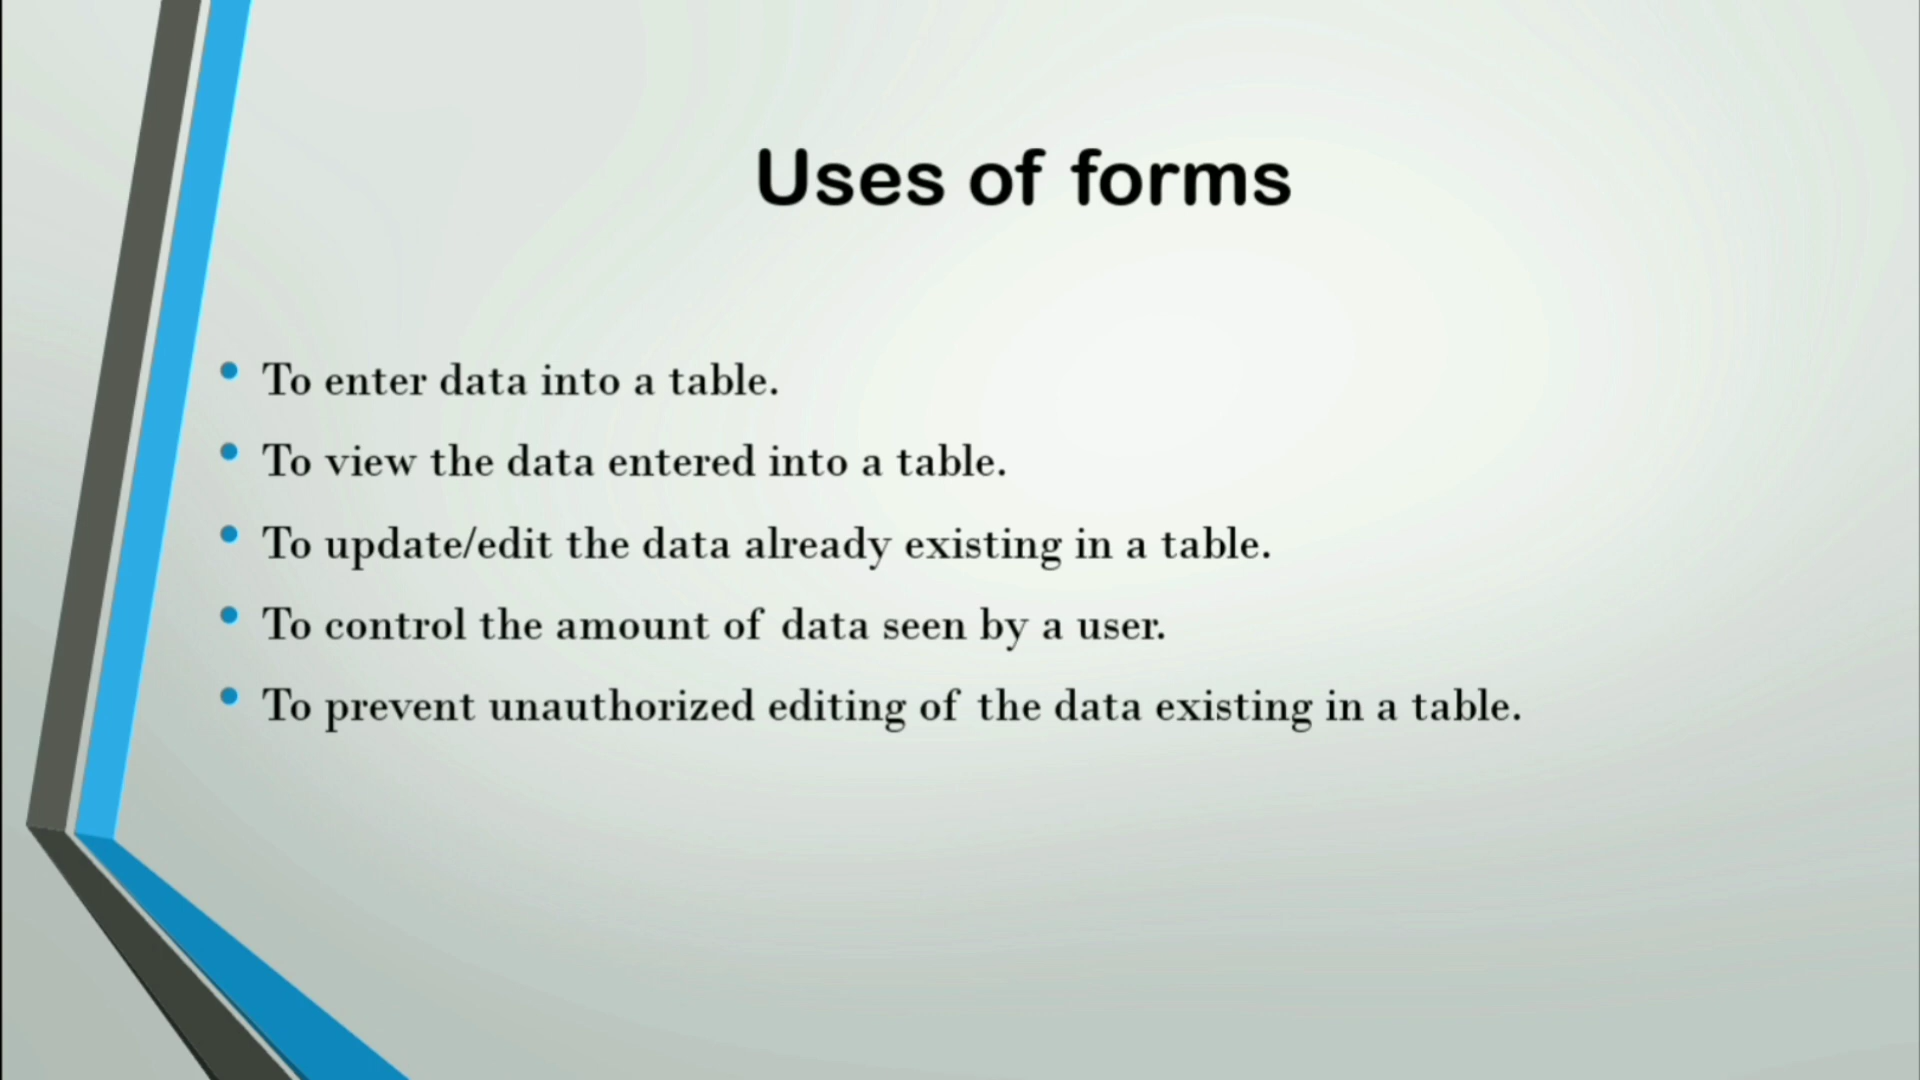 Uses of forms
• To enter data into a table.
• To view the data entered into a table.
• To update/edit the data already existing in a table.
• To control the amount of data seen by a user.
• To prevent unauthorized editing of the data existing in a table.